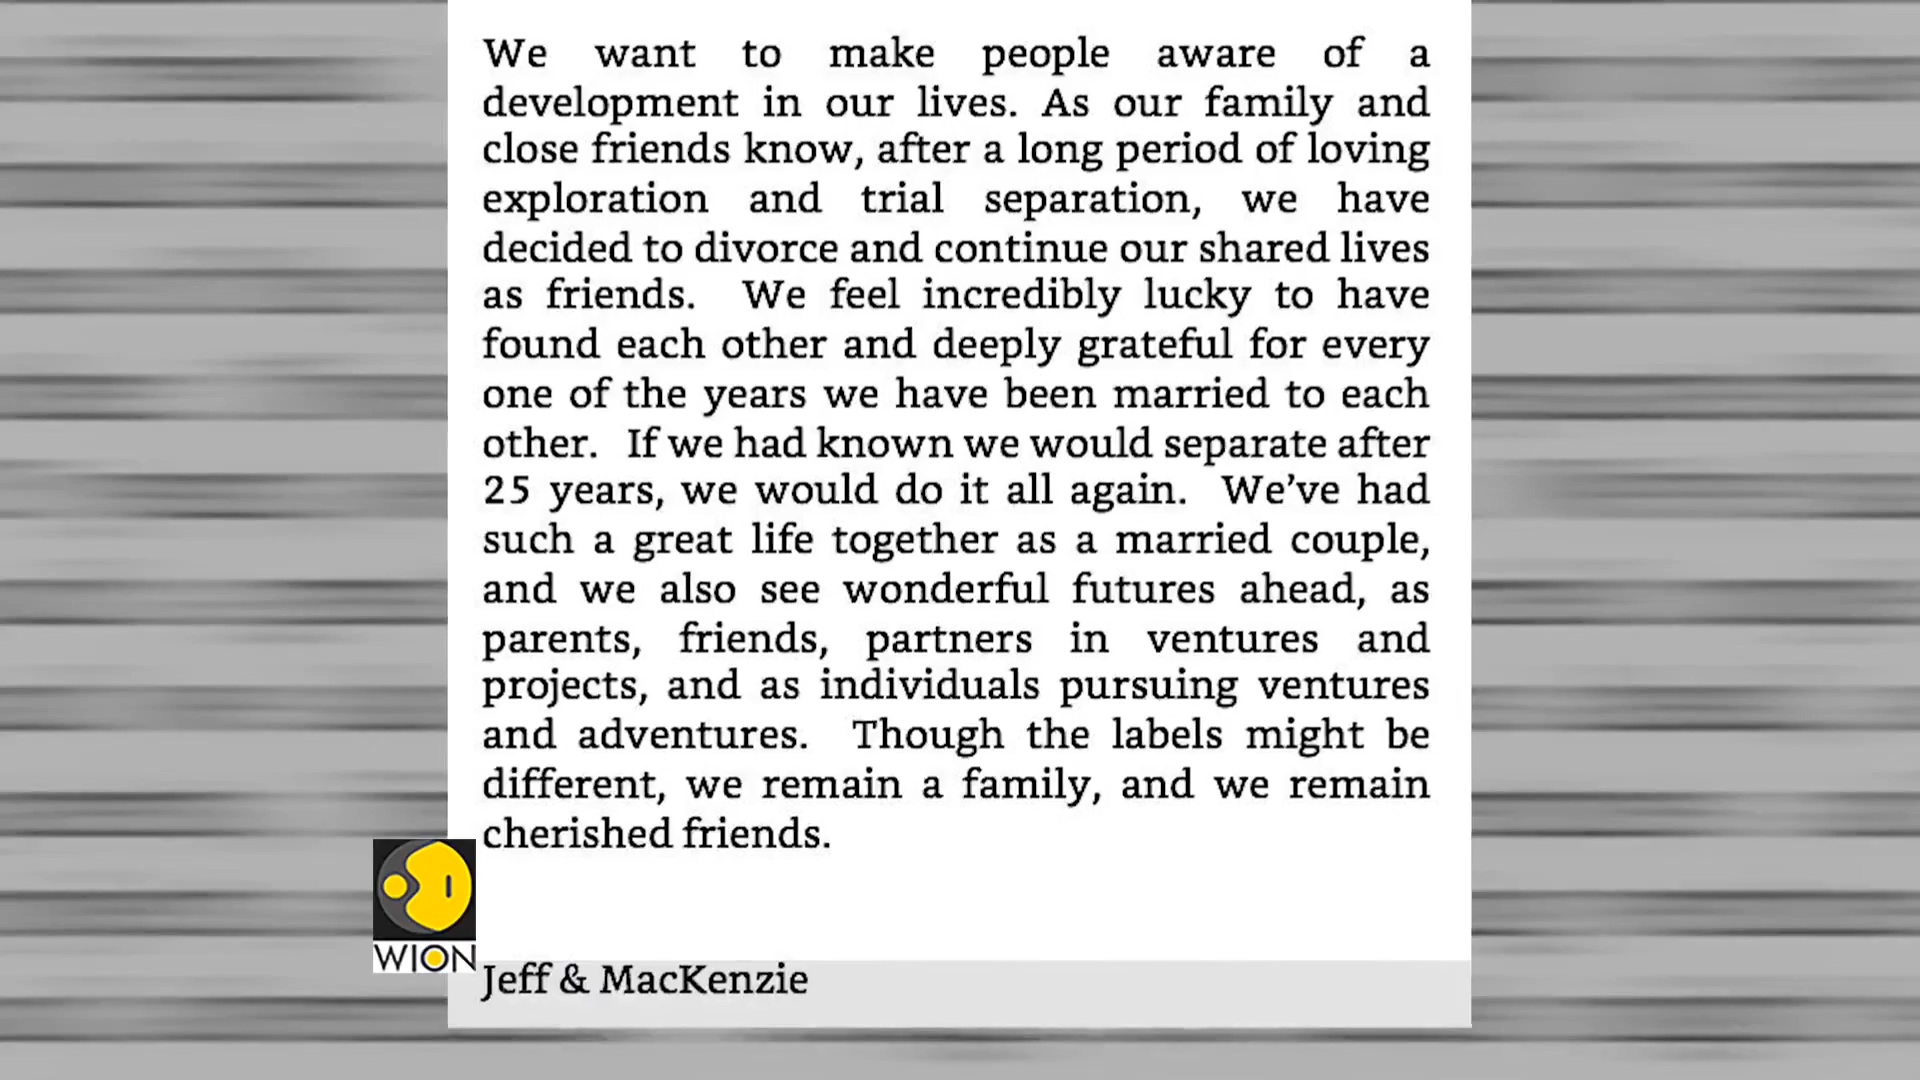 We want to make people aware of a
development in our lives. As our family and
close friends know, after a long period of loving
exploration and trial separation, we have
decided to divorce and continue our shared lives
as friends. We feel incredibly lucky to have
found each other and deeply grateful for every
one of the years we have been married to each
other. If we had known we would separate after
25 years, we would do it all again. We’ve had
such a great life together as a married couple,
and we also see wonderful futures ahead, as
parents, friends, partners in ventures and
projects, and as individuals pursuing ventures
and adventures. Though the labels might be
different, we remain a family, and we remain
cherished friends.
WION
Jeff & MacKenzie